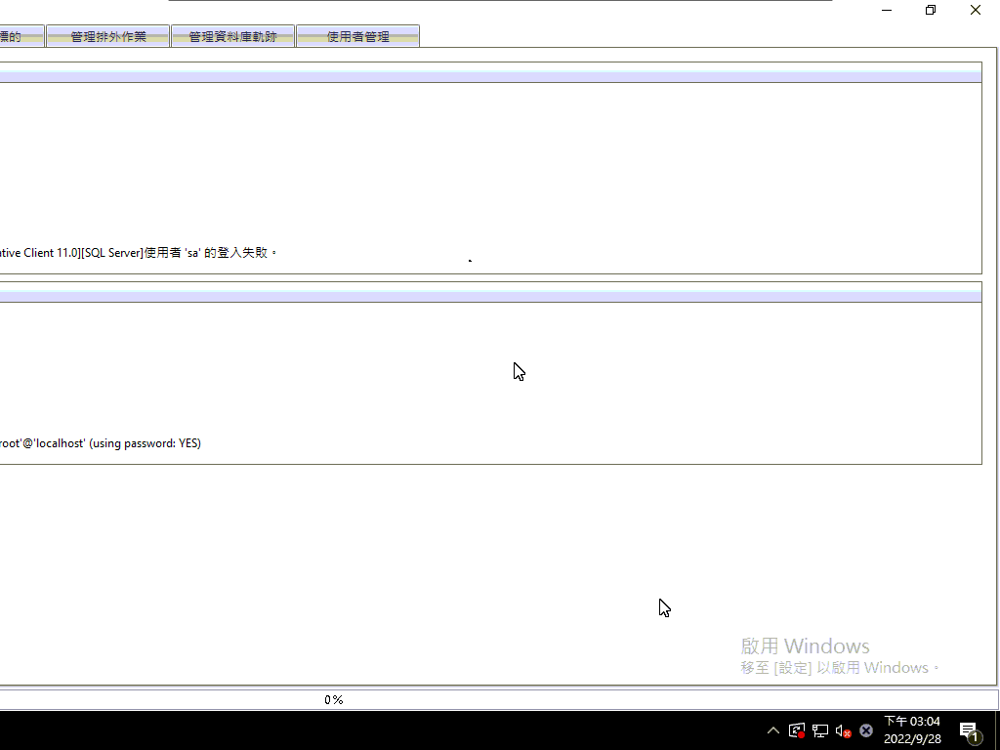 標的
管理排外作業
管理資料庫軌跡
使用者管理
ative Client 11.0][SQL Server]使用者 'sa' 的登入失敗。
root'@'localhost' (using password: YES)
啟用 Windows
移至 [設定] 以啟用 Windows。
0%
下午 03:04
2022/9/28
1